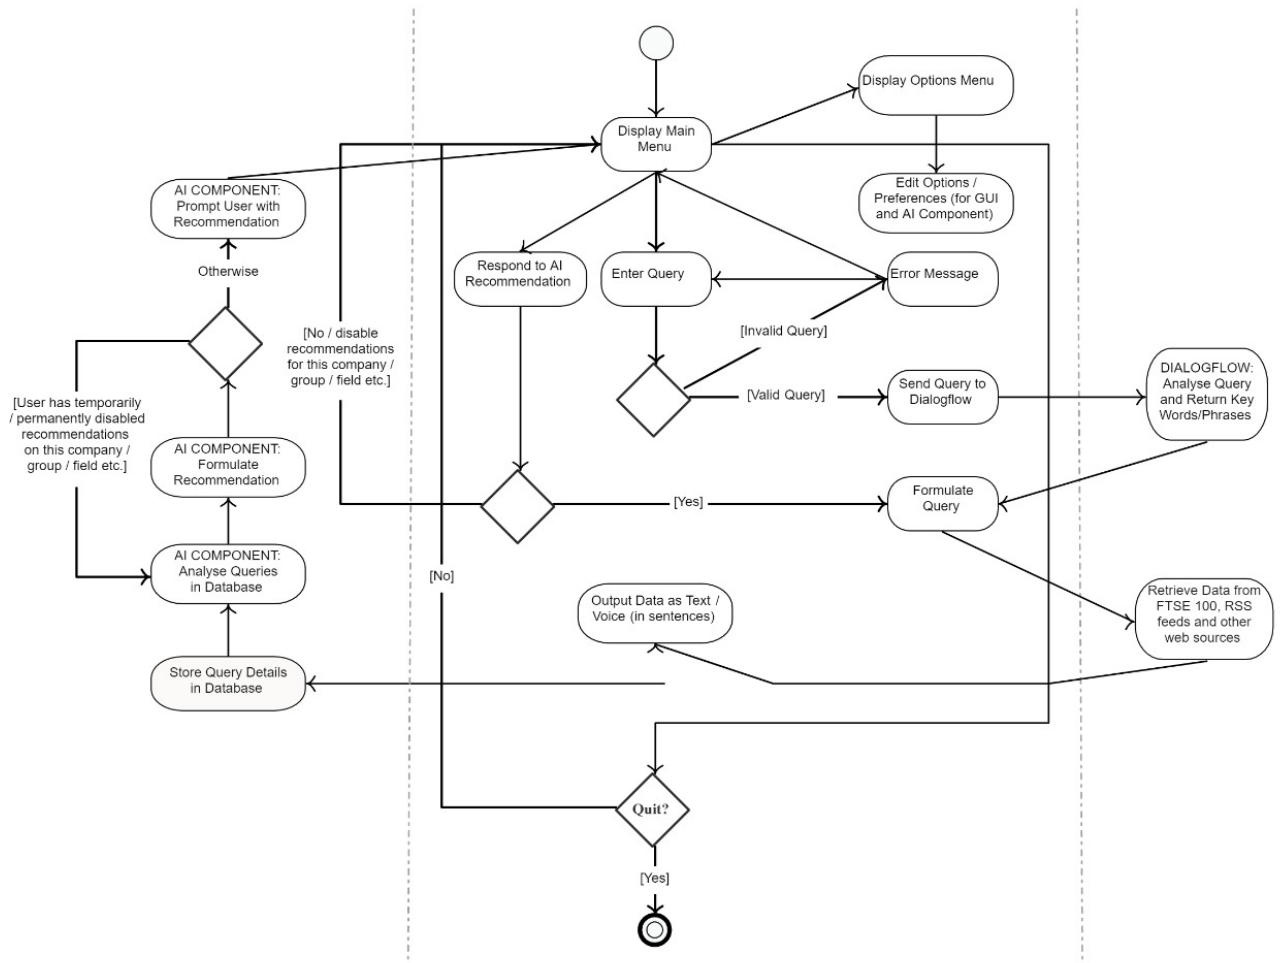 Display Options Menu
Display Main
Menu
AI COMPONENT:
Prompt User with
Recommendation
Edit Options /
Preferences (for GUI
and AI Component)
Otherwise
Respond to AI
Recommendation
Enter Query
Error Message
[No / disable
recommendations
for this company /
group / field etc.]
[Invalid Query]
[User has temporarily
/ permanently disabled
recommendations
on this company /
group / field etc.]
[Valid Query]
Send Query to
Dialogflow
DIALOGFLOW:
Analyse Query
and Return Key
Words/Phrases
AI COMPONENT:
Formulate
Recommendation
[Yes]
Formulate
Query
AI COMPONENT:
Analyse Queries
in Database
[No]
Output Data as Text /
Voice (in sentences)
Retrieve Data from
FTSE 100, RSS
feeds and other
web sources
Store Query Details
in Database
Quit?
[Yes]